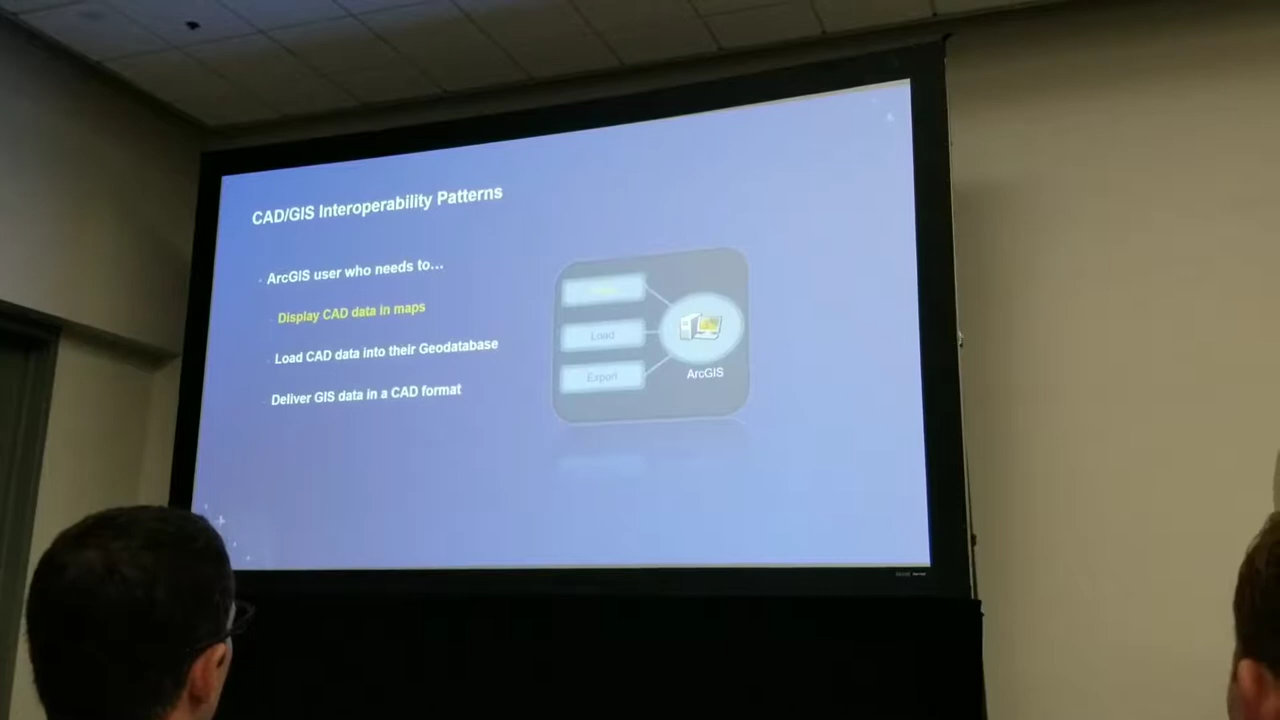 CAD/GIS Interoperability Patterns
ArcGIS user who needs to...
Display CAD data in maps
Load CAD data into their Geodatabase
Deliver GIS data in a CAD format
Load
Export
ArcGIS